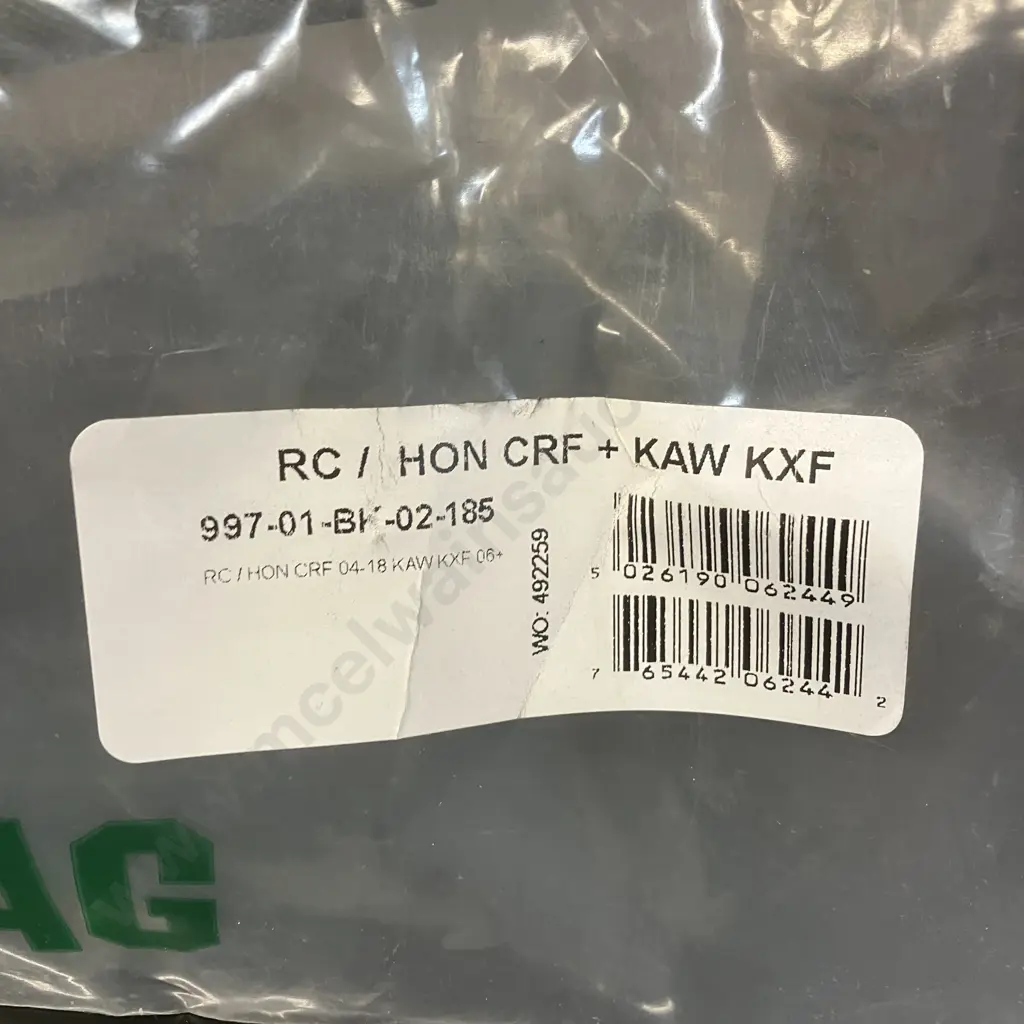 RC / HON CRF + KAW KXF
997-01-BK-02-185
RC / HON CRF 04-18 KAW KXF 06+
WO: 492259
5 026190 062449
7 65442 06244 2
AG